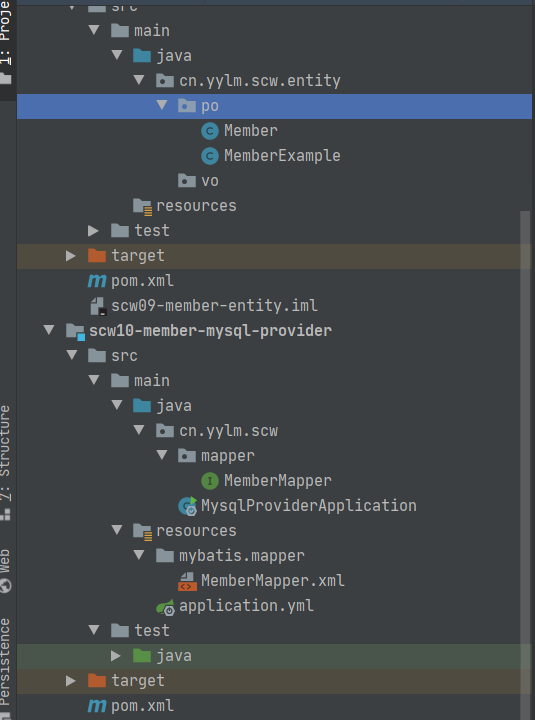 src
main
java
cn.yylm.scw.entity
po
Member
MemberExample
vo
resources
test
target
pom.xml
scw09-member-entity.iml
scw10-member-mysql-provider
src
main
java
cn.yylm.scw
mapper
MemberMapper
MysqlProviderApplication
resources
mybatis.mapper
MemberMapper.xml
application.yml
test
java
target
pom.xml
1: Proje
7: Structure
Web
Persistence